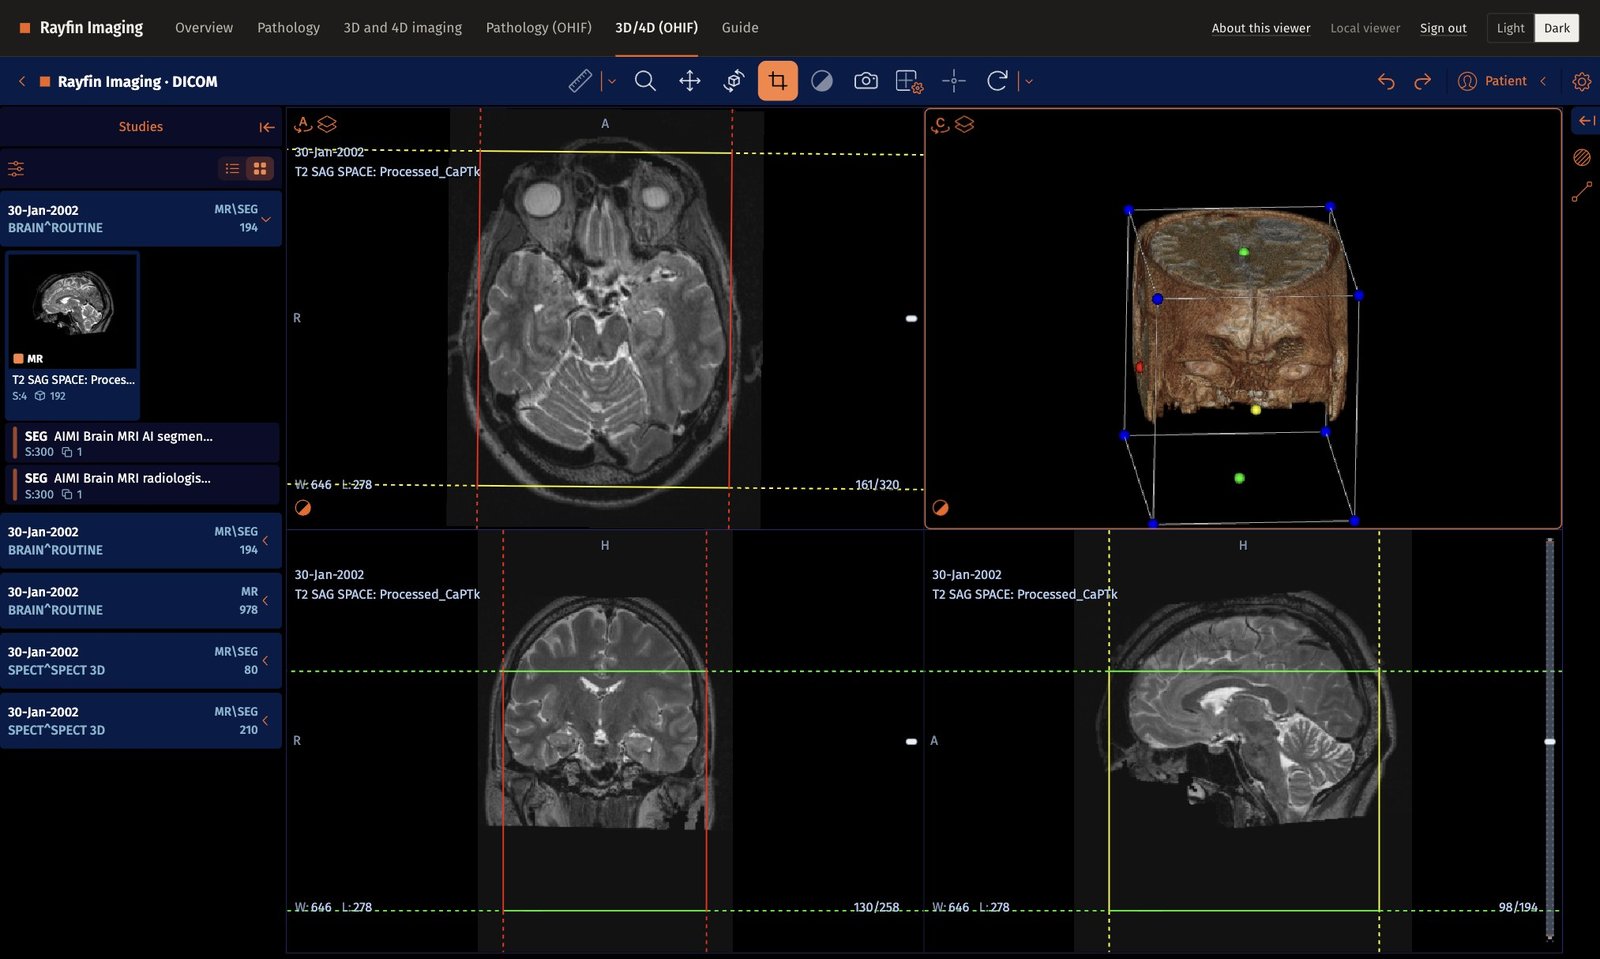 Rayfin Imaging
Overview
Pathology
3D and 4D imaging
Pathology (OHIF)
3D/4D (OHIF)
Guide
About this viewer
Local viewer
Sign out
Light
Dark
Rayfin Imaging · DICOM
Patient
Studies
30-Jan-2002 MR\SEG
BRAIN^ROUTINE 194
MR
T2 SAG SPACE: Proces...
S:4 192
SEG AIMI Brain MRI AI segmen...
S:300 1
SEG AIMI Brain MRI radiologis...
S:300 1
30-Jan-2002 MR\SEG
BRAIN^ROUTINE 194
30-Jan-2002 MR
BRAIN^ROUTINE 978
30-Jan-2002 MR\SEG
SPECT^SPECT 3D 80
30-Jan-2002 MR\SEG
SPECT^SPECT 3D 210
A
A
30-Jan-2002
T2 SAG SPACE: Processed_CaPTk
R
W: 646 L: 278
161/320
C
H
30-Jan-2002
T2 SAG SPACE: Processed_CaPTk
R
W: 646 L: 278
130/258
H
30-Jan-2002
T2 SAG SPACE: Processed_CaPTk
A
W: 646 L: 278
98/194